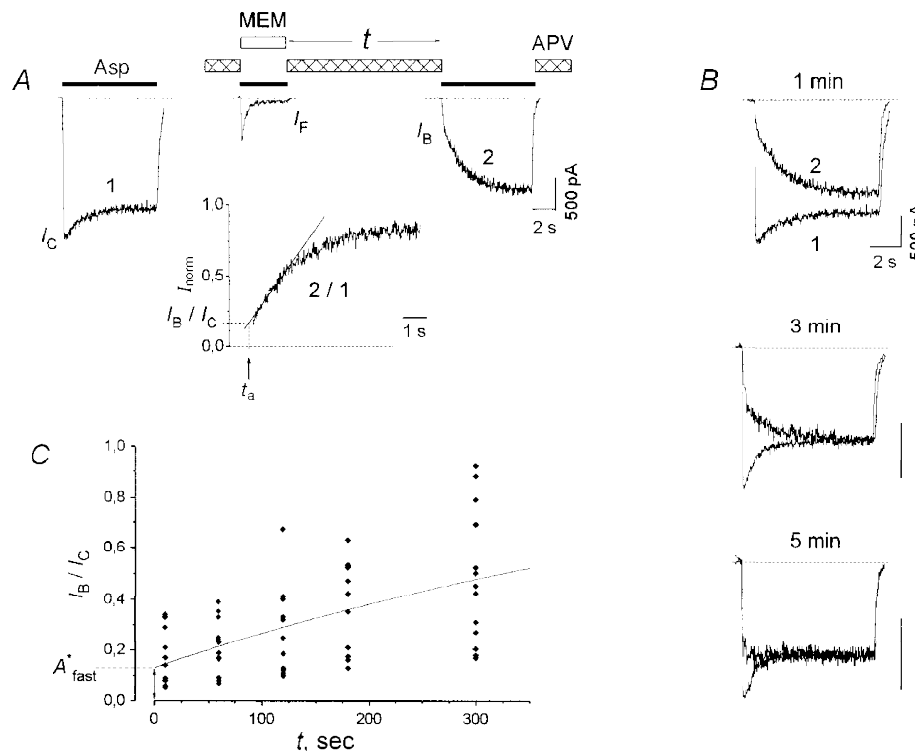 MEM
t
APV
A
Asp
B
1 min
I_F
I_B
2
1
2
500 pA
2 s
I_C
1,0
I_norm
0,5
2 / 1
I_B / I_C
1 s
0,0
t_a
1
2 s
500 pA
3 min
5 min
C
1,0
0,8
I_B / I_C
0,6
0,4
0,2
A*_fast
0,0
0
100
200
300
t, sec